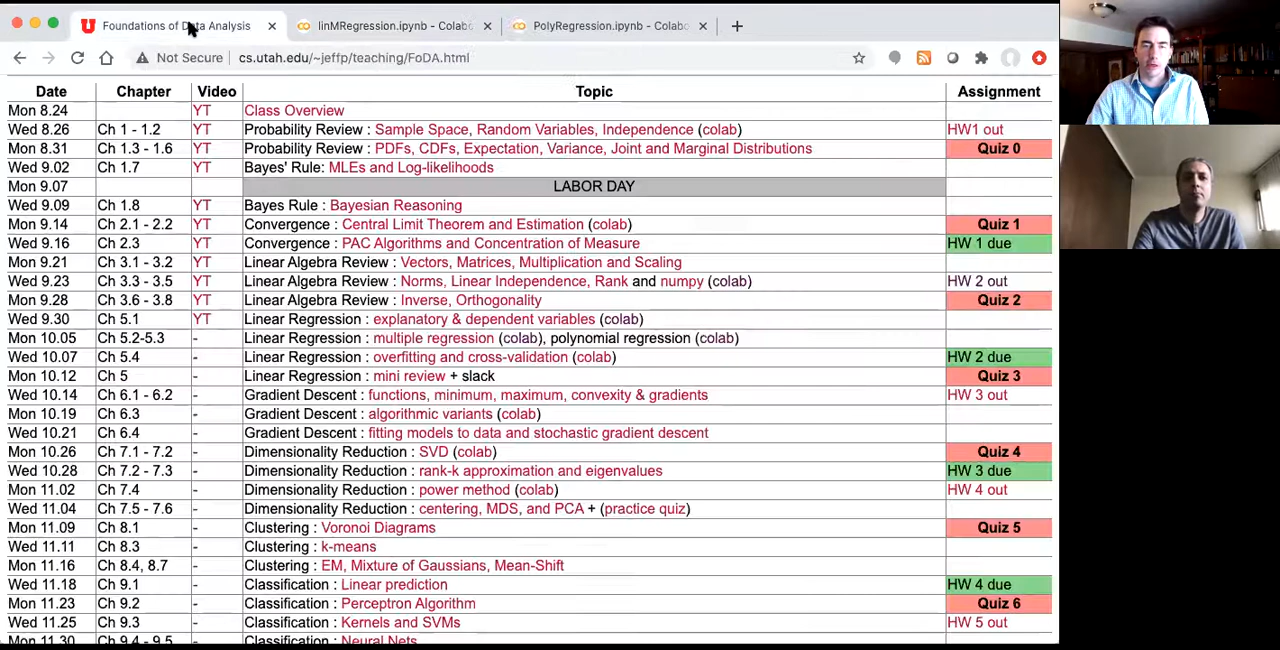 Foundations of Data Analysis
linMRegression.ipynb - Colab
PolyRegression.ipynb - Colab
Not Secure | cs.utah.edu/~jeffp/teaching/FoDA.html
Date Chapter Video Topic Assignment
Mon 8.24 YT Class Overview
Wed 8.26 Ch 1 - 1.2 YT Probability Review : Sample Space, Random Variables, Independence (colab) HW1 out
Mon 8.31 Ch 1.3 - 1.6 YT Probability Review : PDFs, CDFs, Expectation, Variance, Joint and Marginal Distributions Quiz 0
Wed 9.02 Ch 1.7 YT Bayes' Rule: MLEs and Log-likelihoods
Mon 9.07 LABOR DAY
Wed 9.09 Ch 1.8 YT Bayes Rule : Bayesian Reasoning
Mon 9.14 Ch 2.1 - 2.2 YT Convergence : Central Limit Theorem and Estimation (colab) Quiz 1
Wed 9.16 Ch 2.3 YT Convergence : PAC Algorithms and Concentration of Measure HW 1 due
Mon 9.21 Ch 3.1 - 3.2 YT Linear Algebra Review : Vectors, Matrices, Multiplication and Scaling
Wed 9.23 Ch 3.3 - 3.5 YT Linear Algebra Review : Norms, Linear Independence, Rank and numpy (colab) HW 2 out
Mon 9.28 Ch 3.6 - 3.8 YT Linear Algebra Review : Inverse, Orthogonality Quiz 2
Wed 9.30 Ch 5.1 YT Linear Regression : explanatory & dependent variables (colab)
Mon 10.05 Ch 5.2-5.3 - Linear Regression : multiple regression (colab), polynomial regression (colab)
Wed 10.07 Ch 5.4 - Linear Regression : overfitting and cross-validation (colab) HW 2 due
Mon 10.12 Ch 5 - Linear Regression : mini review + slack Quiz 3
Wed 10.14 Ch 6.1 - 6.2 - Gradient Descent : functions, minimum, maximum, convexity & gradients HW 3 out
Mon 10.19 Ch 6.3 - Gradient Descent : algorithmic variants (colab)
Wed 10.21 Ch 6.4 - Gradient Descent : fitting models to data and stochastic gradient descent
Mon 10.26 Ch 7.1 - 7.2 - Dimensionality Reduction : SVD (colab) Quiz 4
Wed 10.28 Ch 7.2 - 7.3 - Dimensionality Reduction : rank-k approximation and eigenvalues HW 3 due
Mon 11.02 Ch 7.4 - Dimensionality Reduction : power method (colab) HW 4 out
Wed 11.04 Ch 7.5 - 7.6 - Dimensionality Reduction : centering, MDS, and PCA + (practice quiz)
Mon 11.09 Ch 8.1 - Clustering : Voronoi Diagrams Quiz 5
Wed 11.11 Ch 8.3 - Clustering : k-means
Mon 11.16 Ch 8.4, 8.7 - Clustering : EM, Mixture of Gaussians, Mean-Shift
Wed 11.18 Ch 9.1 - Classification : Linear prediction HW 4 due
Mon 11.23 Ch 9.2 - Classification : Perceptron Algorithm Quiz 6
Wed 11.25 Ch 9.3 - Classification : Kernels and SVMs HW 5 out
Mon 11.30 Ch 9.4 - 9.5 - Classification : Neural Nets